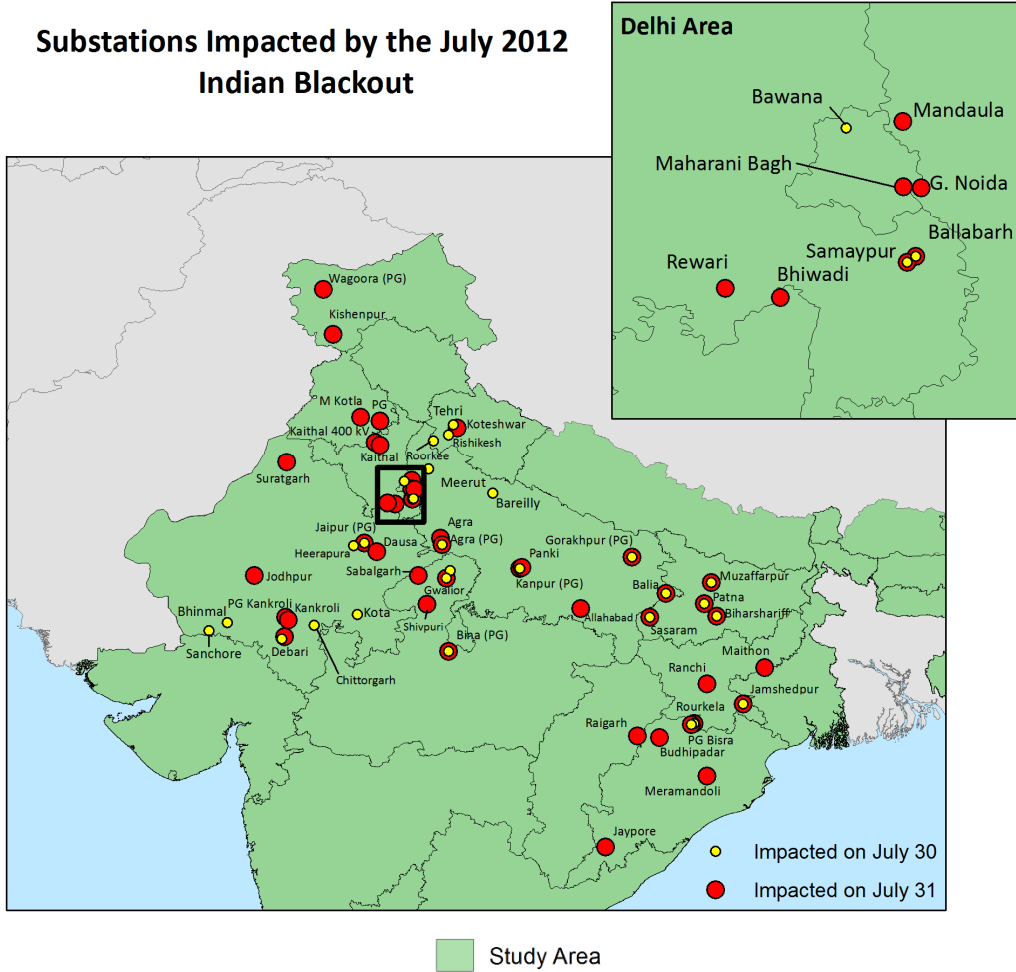 Substations Impacted by the July 2012
Indian Blackout
Delhi Area
Bawana
Mandaula
Maharani Bagh
G. Noida
Ballabarh
Samaypur
Rewari
Bhiwadi
Wagoora (PG)
Kishenpur
M Kotla
PG
Tehri
Koteshwar
Kaithal 400 kV
Rishikesh
Kaithal
Roorkee
Suratgarh
Meerut
Bareilly
Jaipur (PG)
Agra
Heerapura
Dausa
Agra (PG)
Gorakhpur (PG)
Panki
Sabalgarh
Jodhpur
Gwalior
Kanpur (PG)
Balia
Muzaffarpur
Patna
Bhinmal
PG Kankroli
Kankroli
Kota
Shivpuri
Allahabad
Biharshariff
Sasaram
Sanchore
Debari
Bina (PG)
Maithon
Chittorgarh
Ranchi
Jamshedpur
Rourkela
Raigarh
PG Bisra
Budhipadar
Meramandoli
Jaypore
Impacted on July 30
Impacted on July 31
Study Area